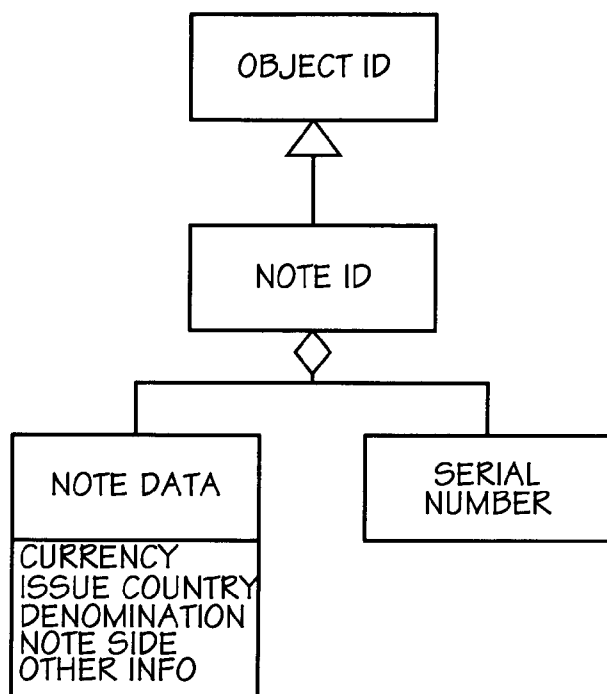 OBJECT ID
NOTE ID
NOTE DATA
CURRENCY
ISSUE COUNTRY
DENOMINATION
NOTE SIDE
OTHER INFO
SERIAL
NUMBER